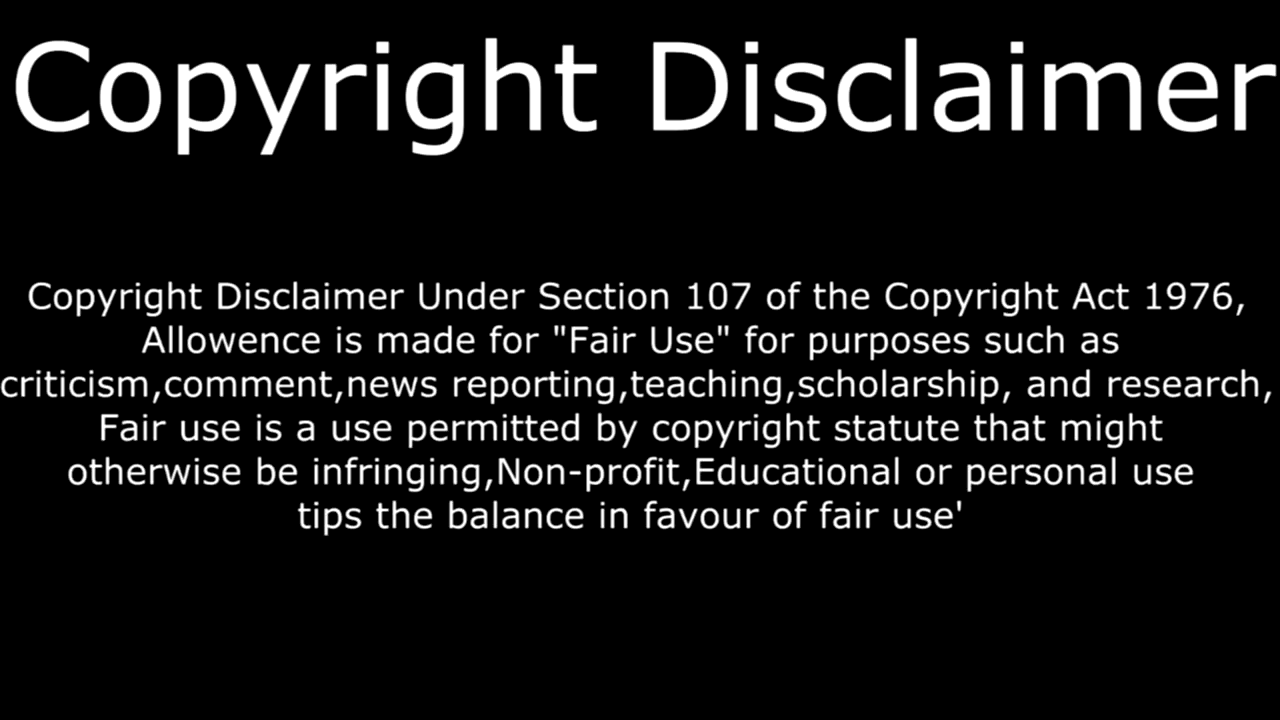 Copyright Disclaimer
Copyright Disclaimer Under Section 107 of the Copyright Act 1976,
Allowence is made for "Fair Use" for purposes such as
criticism,comment,news reporting,teaching,scholarship, and research,
Fair use is a use permitted by copyright statute that might
otherwise be infringing,Non-profit,Educational or personal use
tips the balance in favour of fair use'